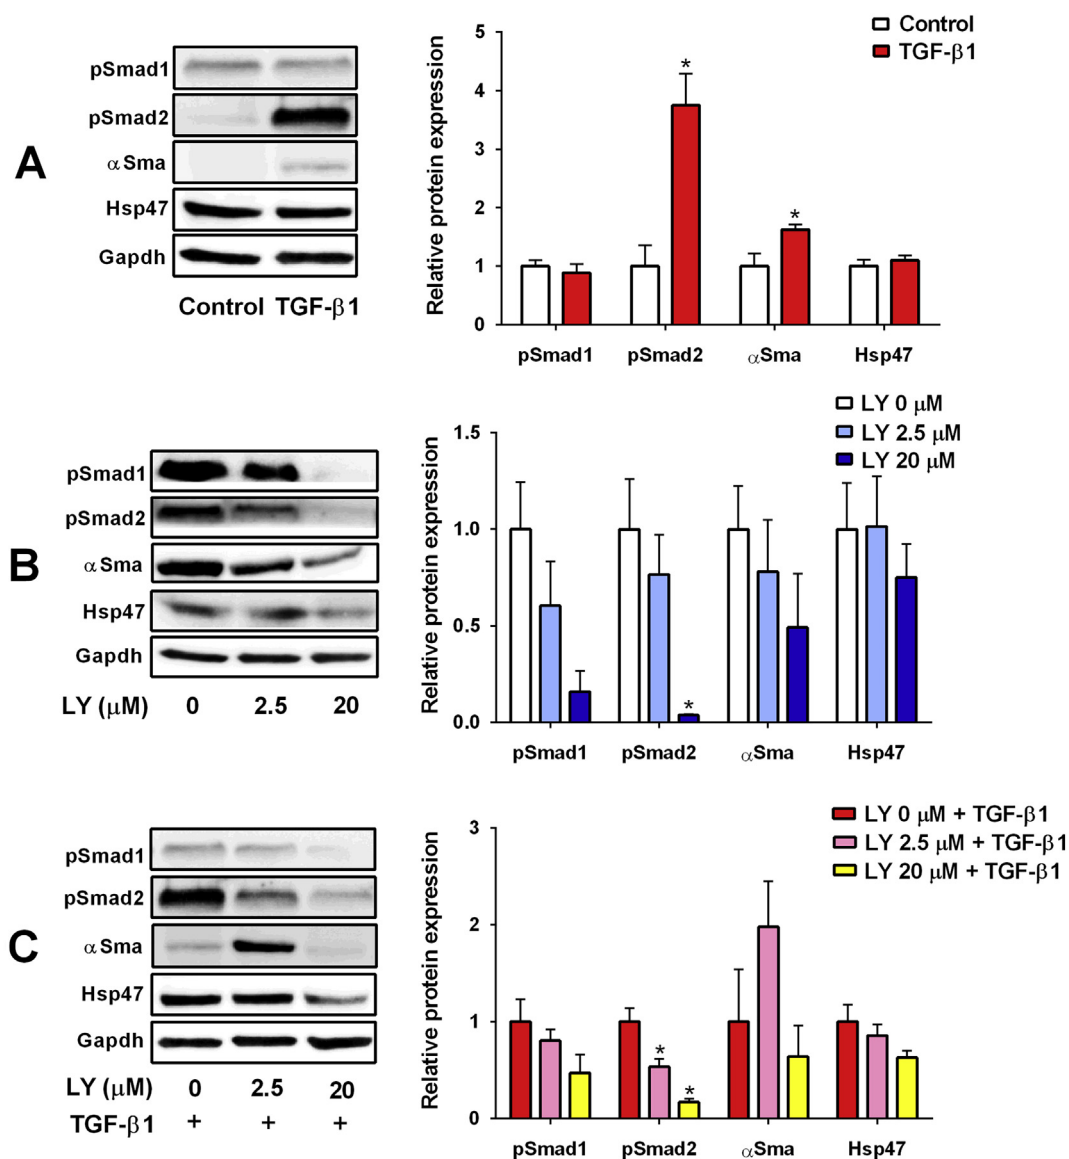 A
pSmad1
pSmad2
αSma
Hsp47
Gapdh
Control TGF-β1
Relative protein expression
5
4
3
2
1
0
* *
pSmad1 pSmad2 αSma Hsp47
Control
TGF-β1
B
pSmad1
pSmad2
αSma
Hsp47
Gapdh
LY (μM) 0 2.5 20
Relative protein expression
1.5
1.0
0.5
0.0
*
pSmad1 pSmad2 αSma Hsp47
LY 0 μM
LY 2.5 μM
LY 20 μM
C
pSmad1
pSmad2
αSma
Hsp47
Gapdh
LY (μM) 0 2.5 20
TGF-β1 + + +
Relative protein expression
3
2
1
0
* *
pSmad1 pSmad2 αSma Hsp47
LY 0 μM + TGF-β1
LY 2.5 μM + TGF-β1
LY 20 μM + TGF-β1